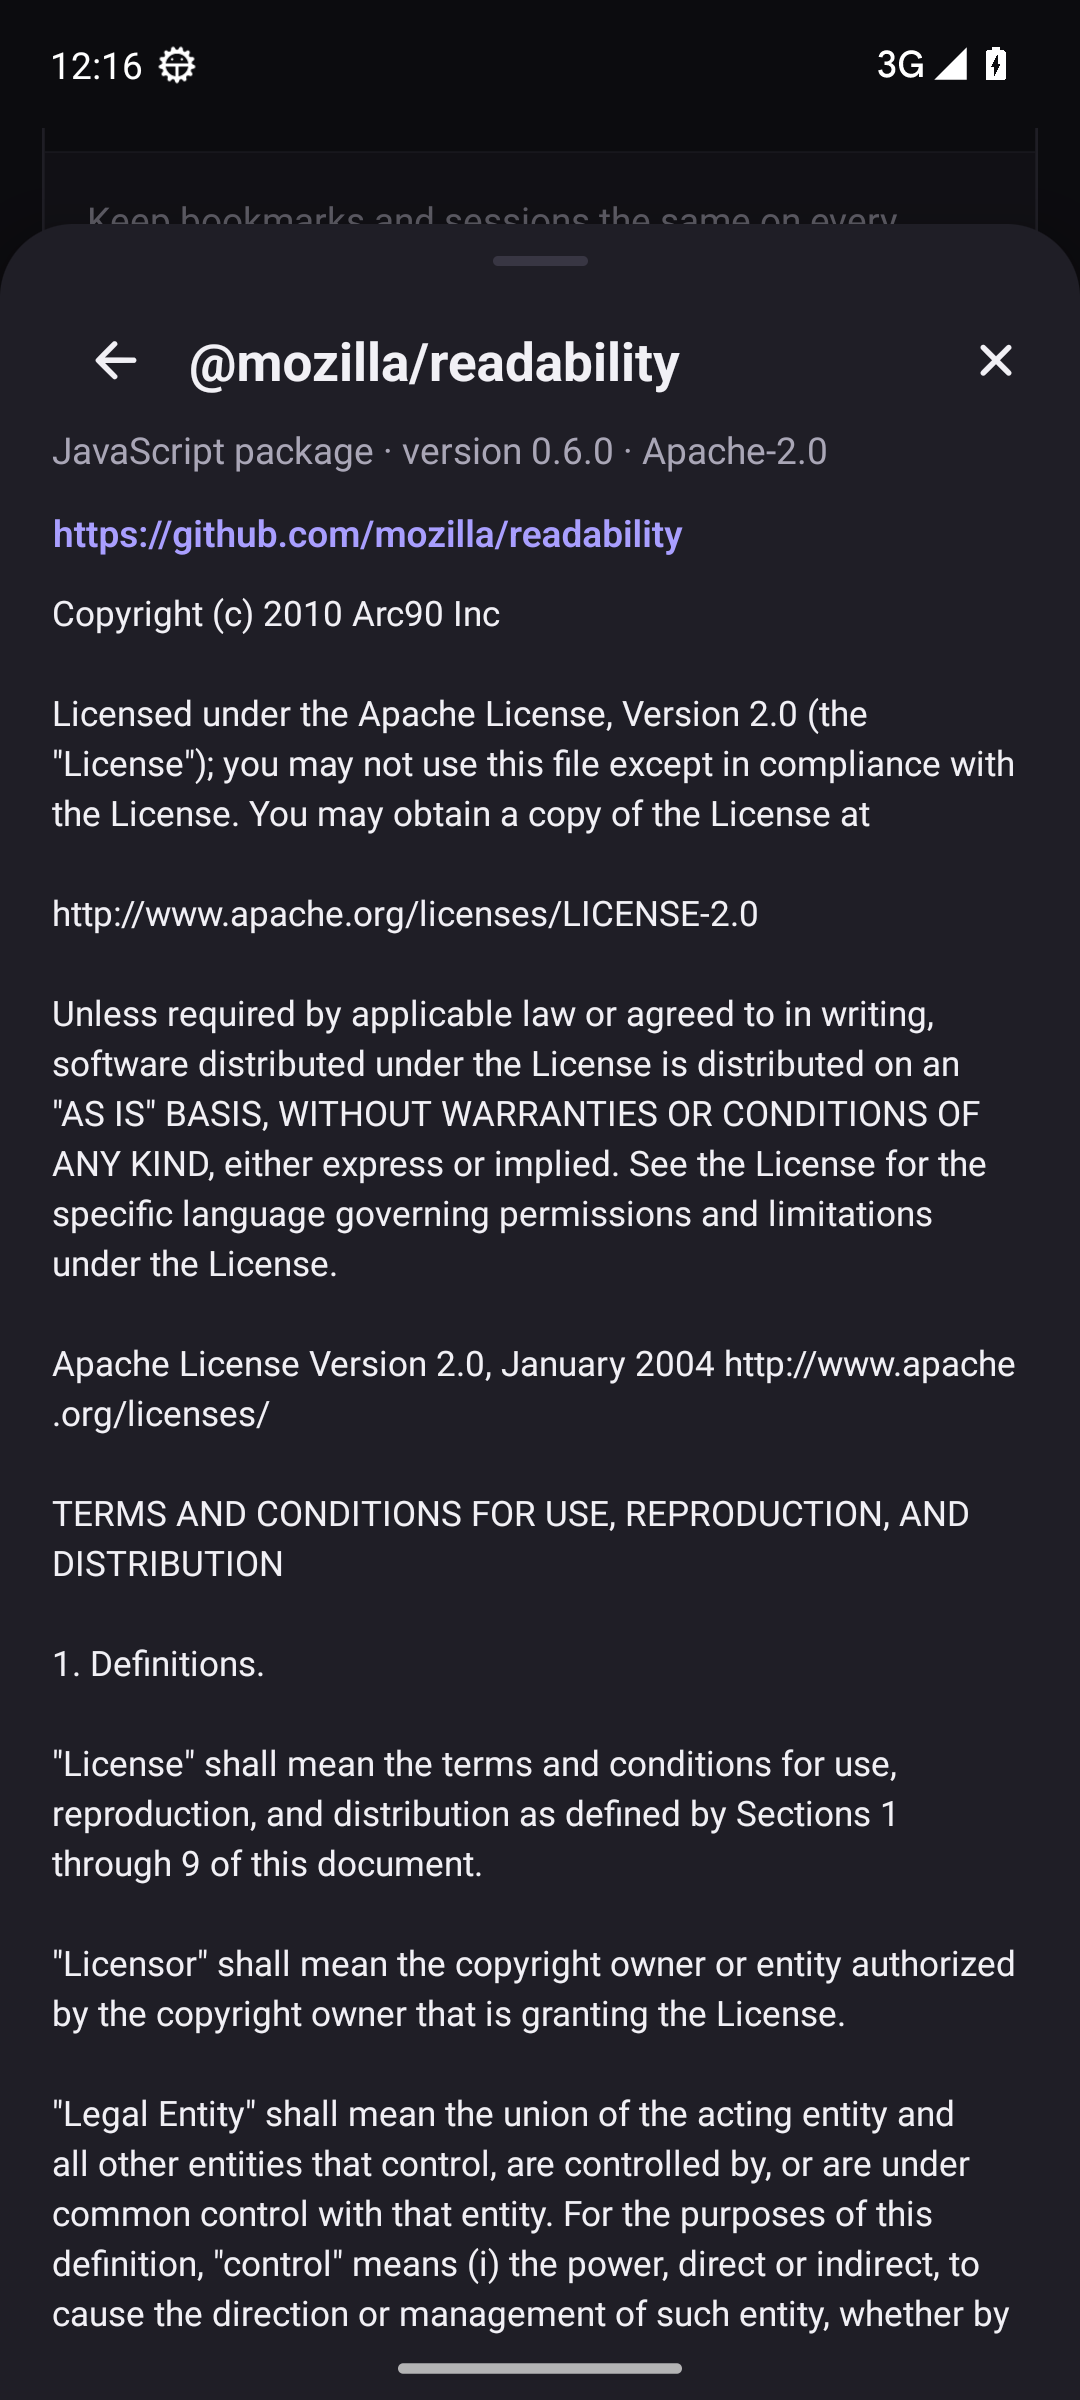 12:16
3G
Keep bookmarks and sessions the same on every
@mozilla/readability
JavaScript package · version 0.6.0 · Apache-2.0
https://github.com/mozilla/readability
Copyright (c) 2010 Arc90 Inc
Licensed under the Apache License, Version 2.0 (the
"License"); you may not use this file except in compliance with
the License. You may obtain a copy of the License at
http://www.apache.org/licenses/LICENSE-2.0
Unless required by applicable law or agreed to in writing,
software distributed under the License is distributed on an
"AS IS" BASIS, WITHOUT WARRANTIES OR CONDITIONS OF
ANY KIND, either express or implied. See the License for the
specific language governing permissions and limitations
under the License.
Apache License Version 2.0, January 2004 http://www.apache
.org/licenses/
TERMS AND CONDITIONS FOR USE, REPRODUCTION, AND
DISTRIBUTION
1. Definitions.
"License" shall mean the terms and conditions for use,
reproduction, and distribution as defined by Sections 1
through 9 of this document.
"Licensor" shall mean the copyright owner or entity authorized
by the copyright owner that is granting the License.
"Legal Entity" shall mean the union of the acting entity and
all other entities that control, are controlled by, or are under
common control with that entity. For the purposes of this
definition, "control" means (i) the power, direct or indirect, to
cause the direction or management of such entity, whether by